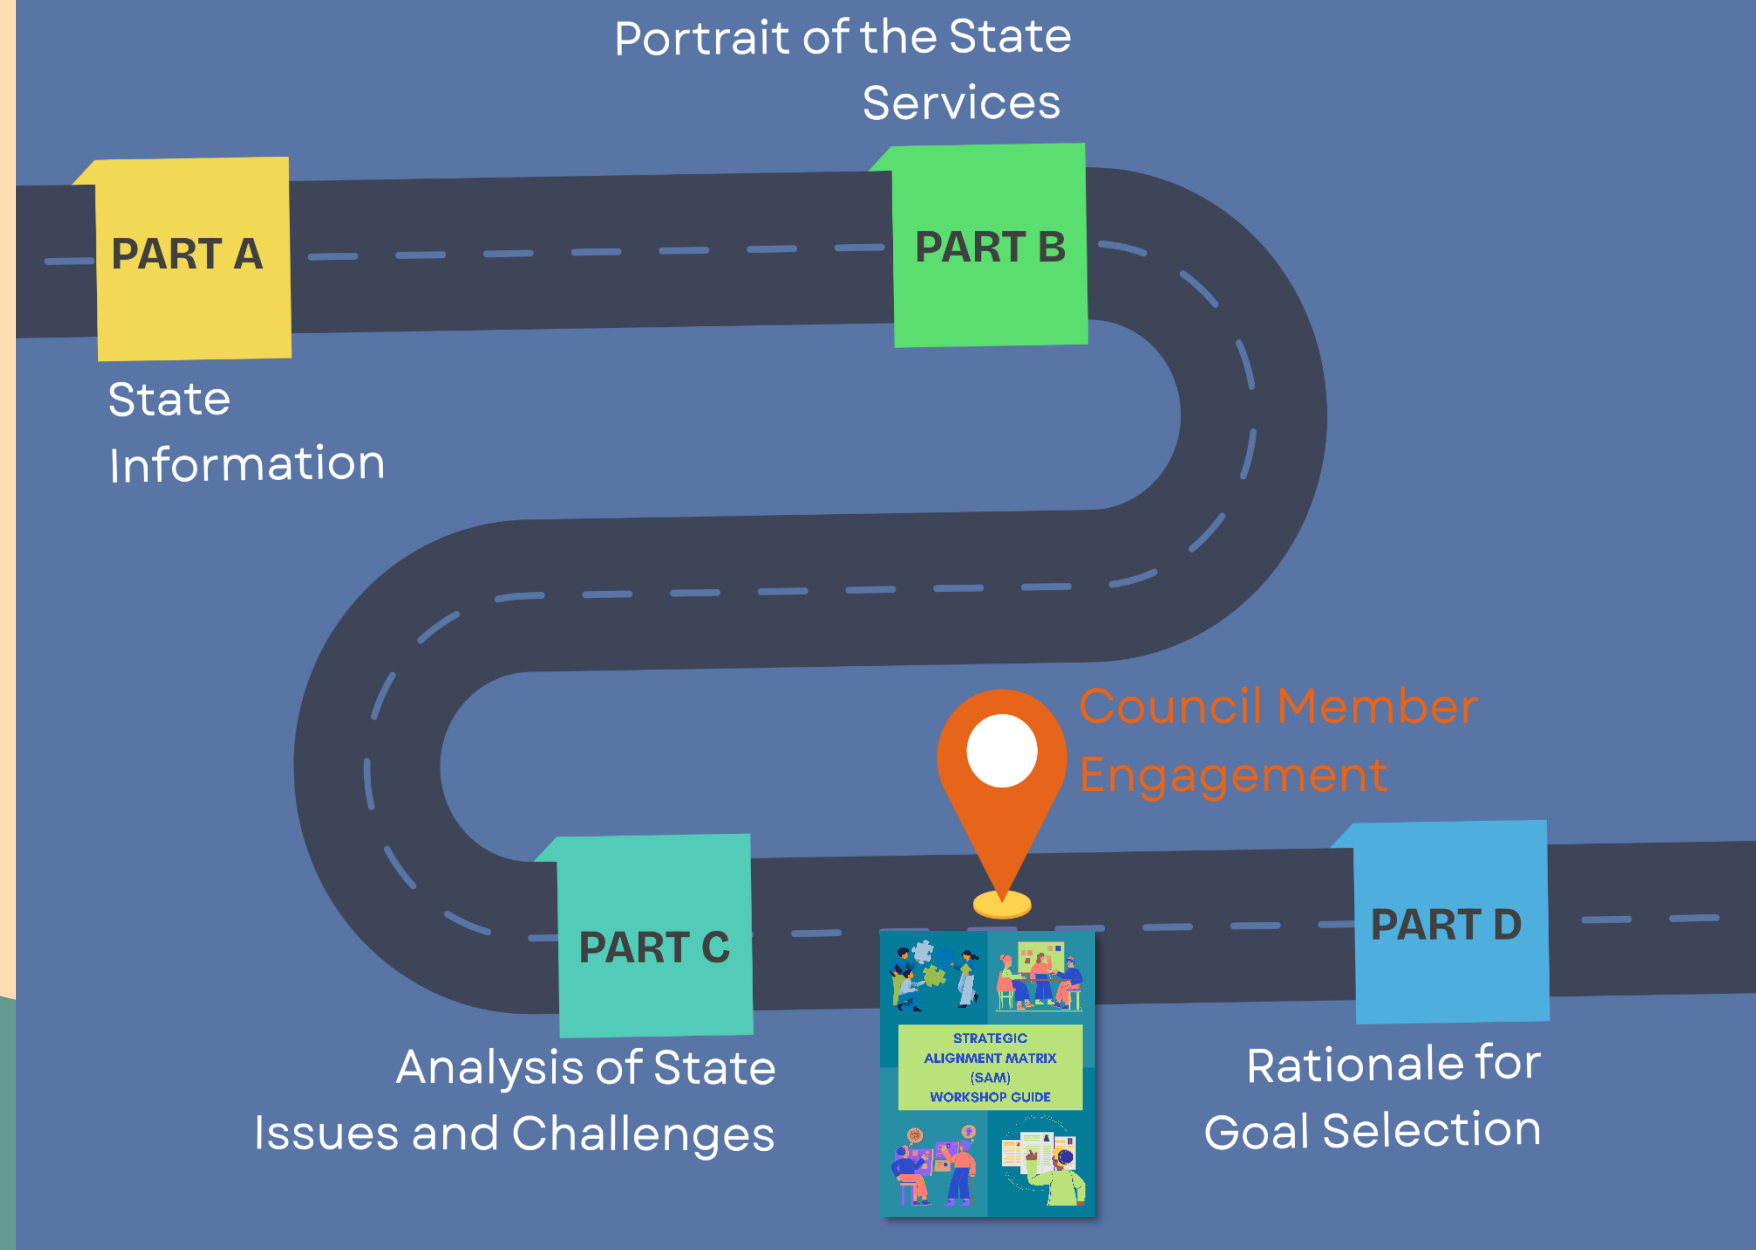 Portrait of the State
Services
PART A
PART B
State
Information
Council Member
Engagement
PART C
PART D
STRATEGIC
ALIGNMENT MATRIX
(SAM)
WORKSHOP GUIDE
Analysis of State
Issues and Challenges
Rationale for
Goal Selection